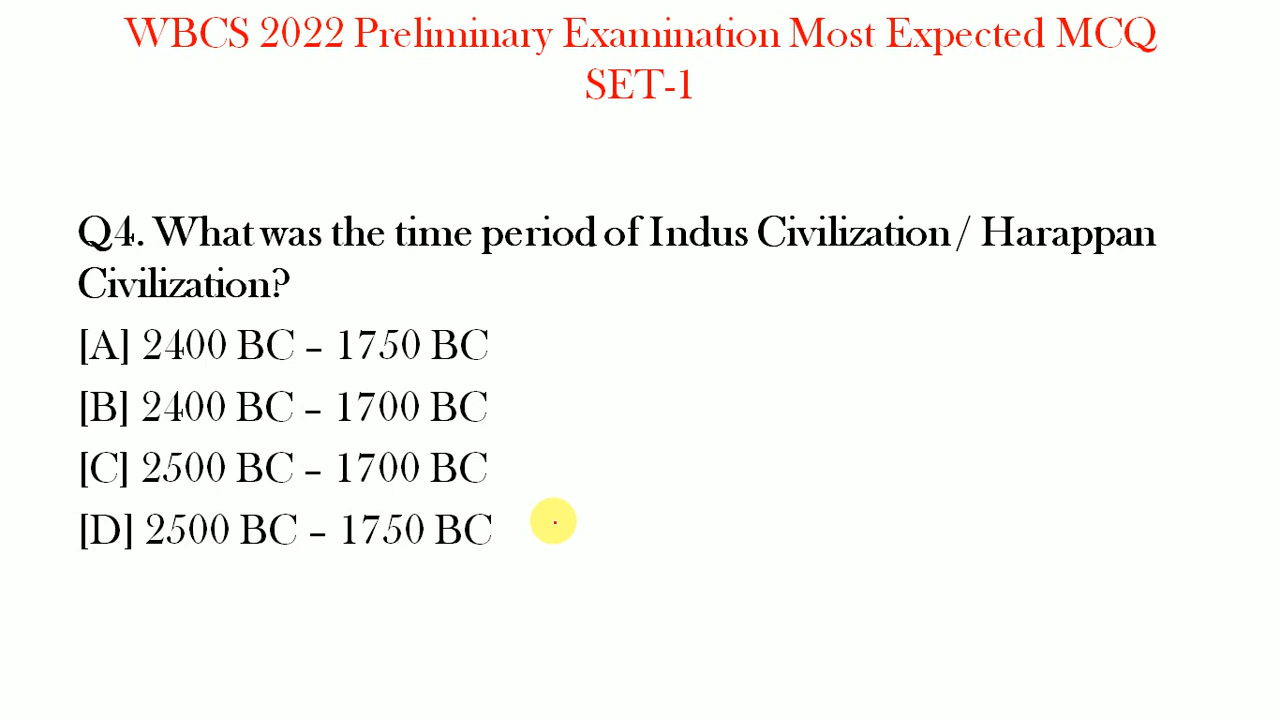 WBCS 2022 Preliminary Examination Most Expected MCQ
SET-1
Q4. What was the time period of Indus Civilization / Harappan
Civilization?
[A] 2400 BC – 1750 BC
[B] 2400 BC – 1700 BC
[C] 2500 BC – 1700 BC
[D] 2500 BC – 1750 BC